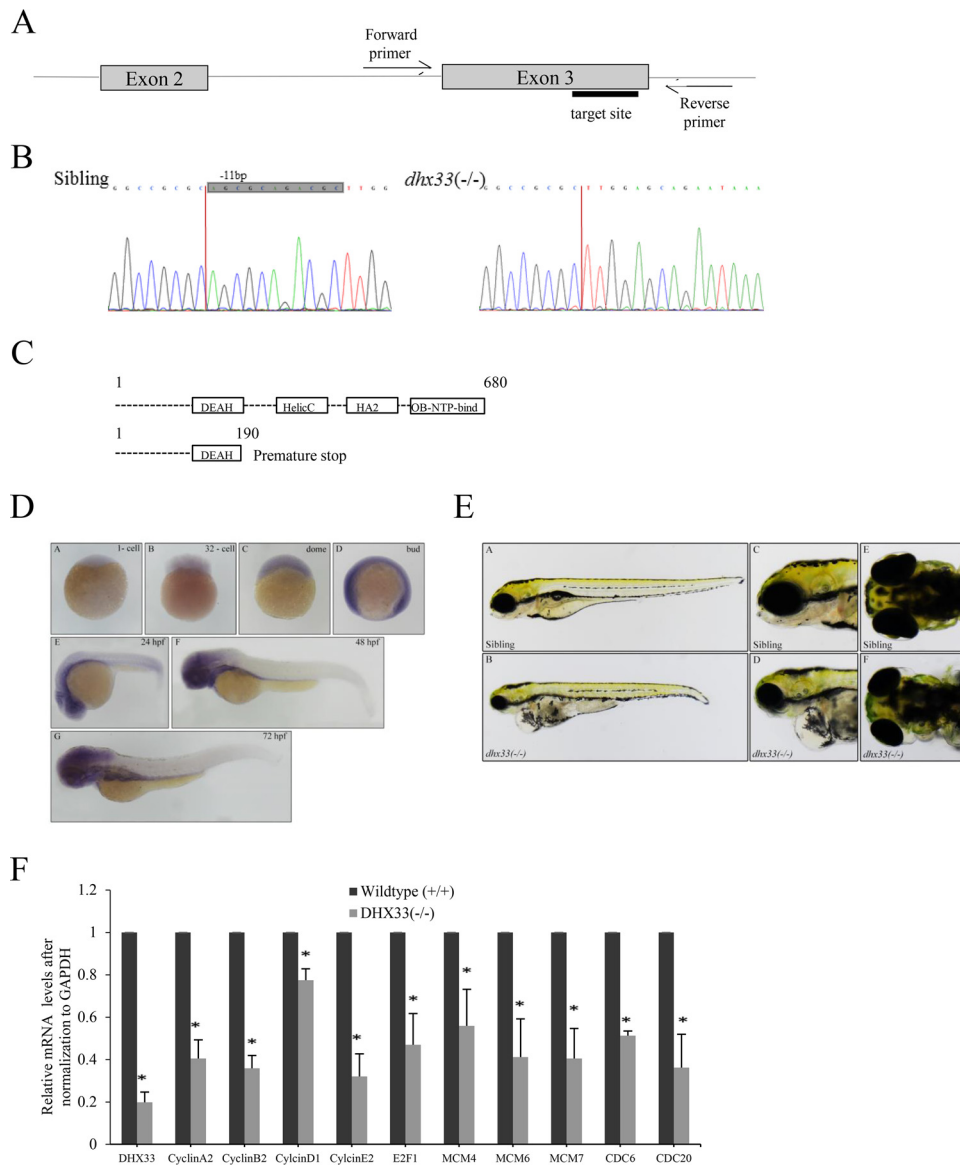 A
Forward
primer
Exon 2
Exon 3
target site
Reverse
primer
B
Sibling
-11bp
G G C C G C G C
T T G G
dhx33(-/-)
G G C C G C G C T T G G A G C A G A A T A A A
C
1
680
DEAH
HelicC
HA2
OB-NTP-bind
1
190
DEAH
Premature stop
D
A
1- cell
B
32 - cell
C
dome
D
bud
E
24 hpf
F
48 hpf
G
72 hpf
E
A
Sibling
C
Sibling
E
Sibling
B
dhx33(-/-)
D
dhx33(-/-)
F
dhx33(-/-)
F
Relative mRNA levels after
normalization to GAPDH
1.2
1
0.8
0.6
0.4
0.2
0
Wildtype (+/+)
DHX33(-/-)
* * * * * * * * * * *
DHX33 CyclinA2 CyclinB2 CylcinD1 CylcinE2 E2F1 MCM4 MCM6 MCM7 CDC6 CDC20